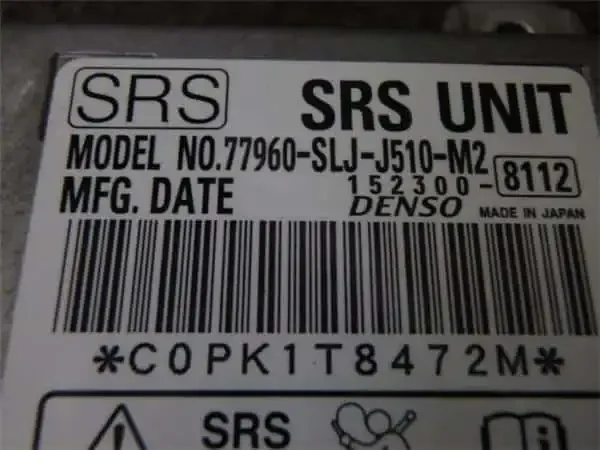 SRS SRS UNIT
MODEL NO.77960-SLJ-J510-M2
152300-8112
MFG. DATE DENSO MADE IN JAPAN
*C0PK1T8472M*
SRS